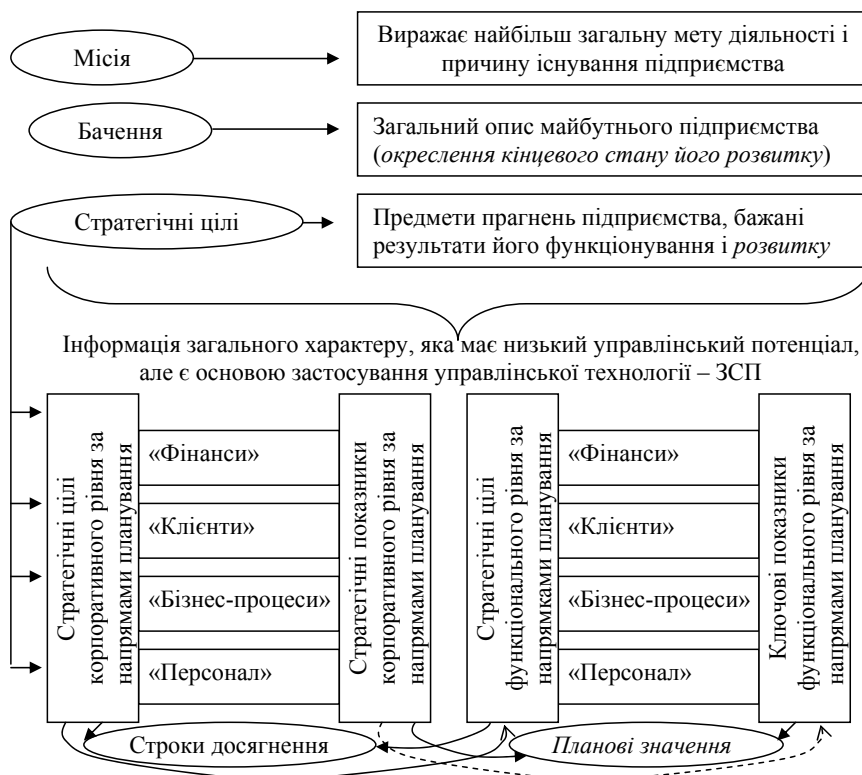 Місія
Виражає найбільш загальну мету діяльності і
причину існування підприємства
Бачення
Загальний опис майбутнього підприємства
(окреслення кінцевого стану його розвитку)
Стратегічні цілі
Предмети прагнень підприємства, бажані
результати його функціонування і розвитку
Інформація загального характеру, яка має низький управлінський потенціал,
але є основою застосування управлінської технології – ЗСП
Стратегічні цілі
корпоративного рівня за
напрямами планування
«Фінанси»
«Клієнти»
«Бізнес-процеси»
«Персонал»
Стратегічні показники
корпоративного рівня за
напрямами планування
Стратегічні цілі
функціонального рівня за
напрямками планування
«Фінанси»
«Клієнти»
«Бізнес-процеси»
«Персонал»
Ключові показники
функціонального рівня за
напрямами планування
Строки досягнення
Планові значення